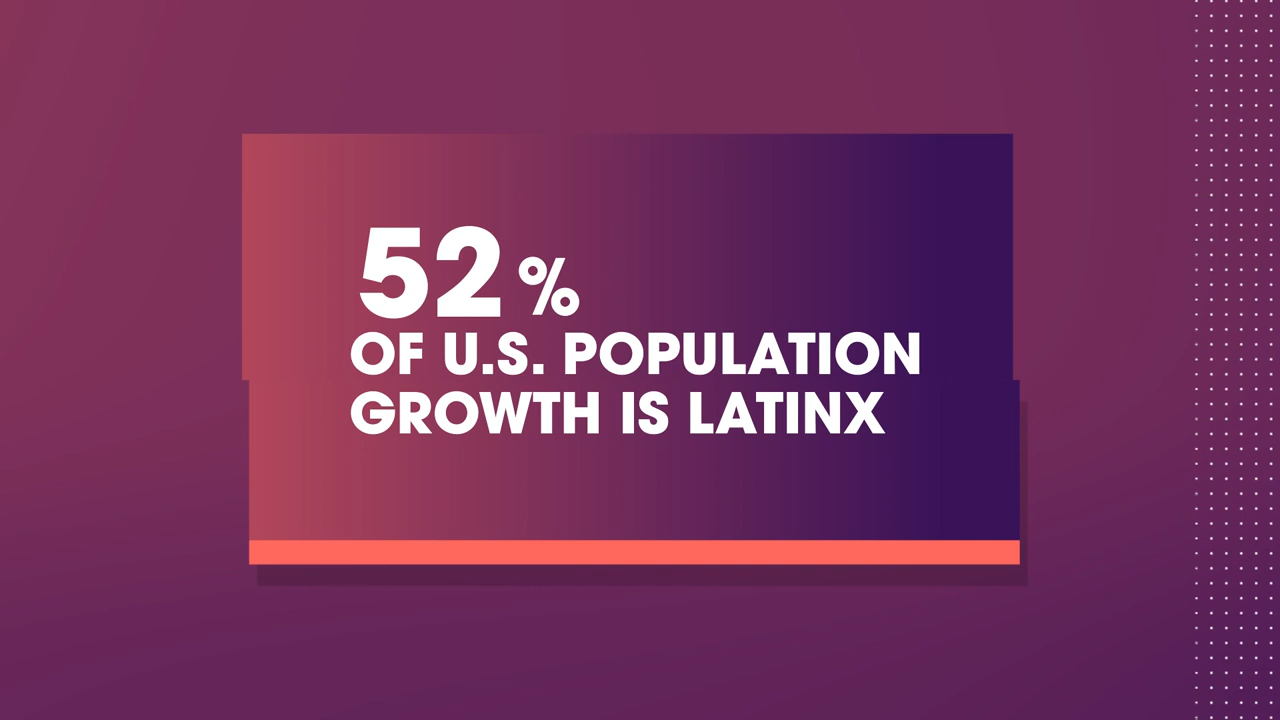 52 %
OF U.S. POPULATION
GROWTH IS LATINX